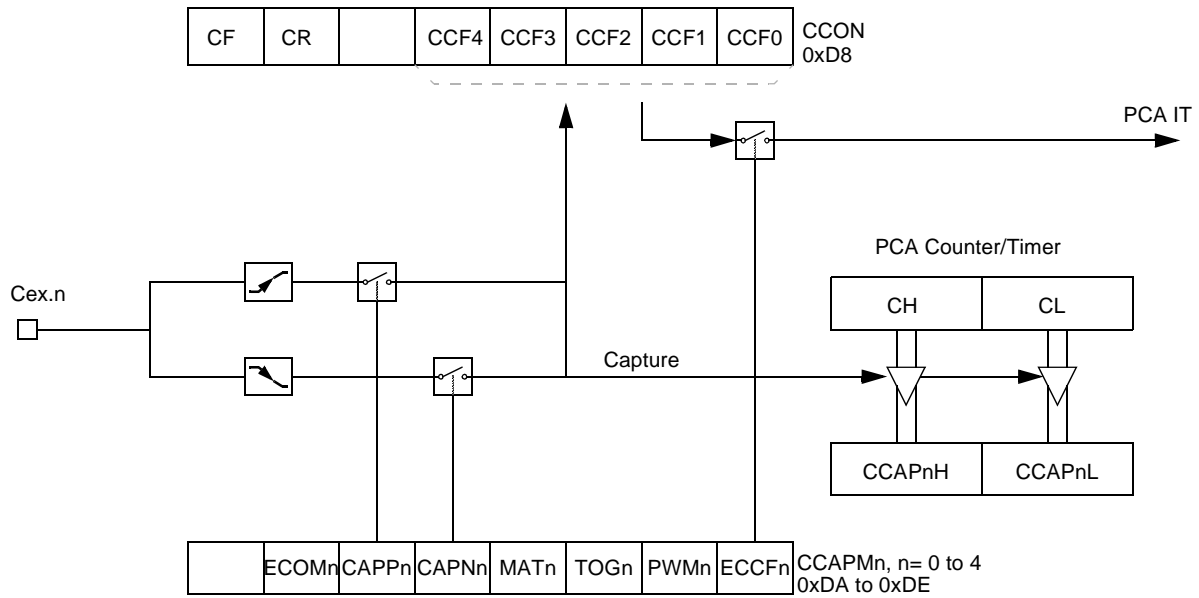 CF CR CCF4 CCF3 CCF2 CCF1 CCF0 CCON
0xD8
PCA IT
PCA Counter/Timer
Cex.n
CH CL
Capture
CCAPnH CCAPnL
ECOMn CAPPn CAPNn MATn TOGn PWMn ECCFn CCAPMn, n= 0 to 4
0xDA to 0xDE